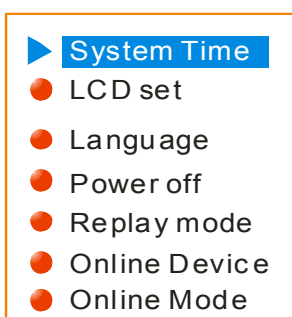 System Time
LCD set
Language
Power off
Replay mode
Online Device
Online Mode